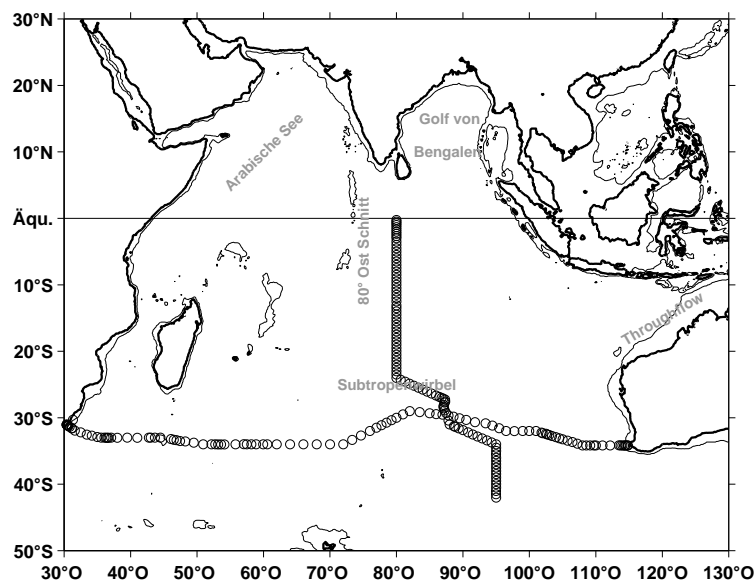 30°N
20°N
Golf von
Arabische See
10°N
Bengalen
Äqu.
80° Ost Schnitt
10°S
Throughflow
20°S
Subtropenwirbel
30°S
40°S
50°S
30°O 40°O 50°O 60°O 70°O 80°O 90°O 100°O 110°O 120°O 130°O